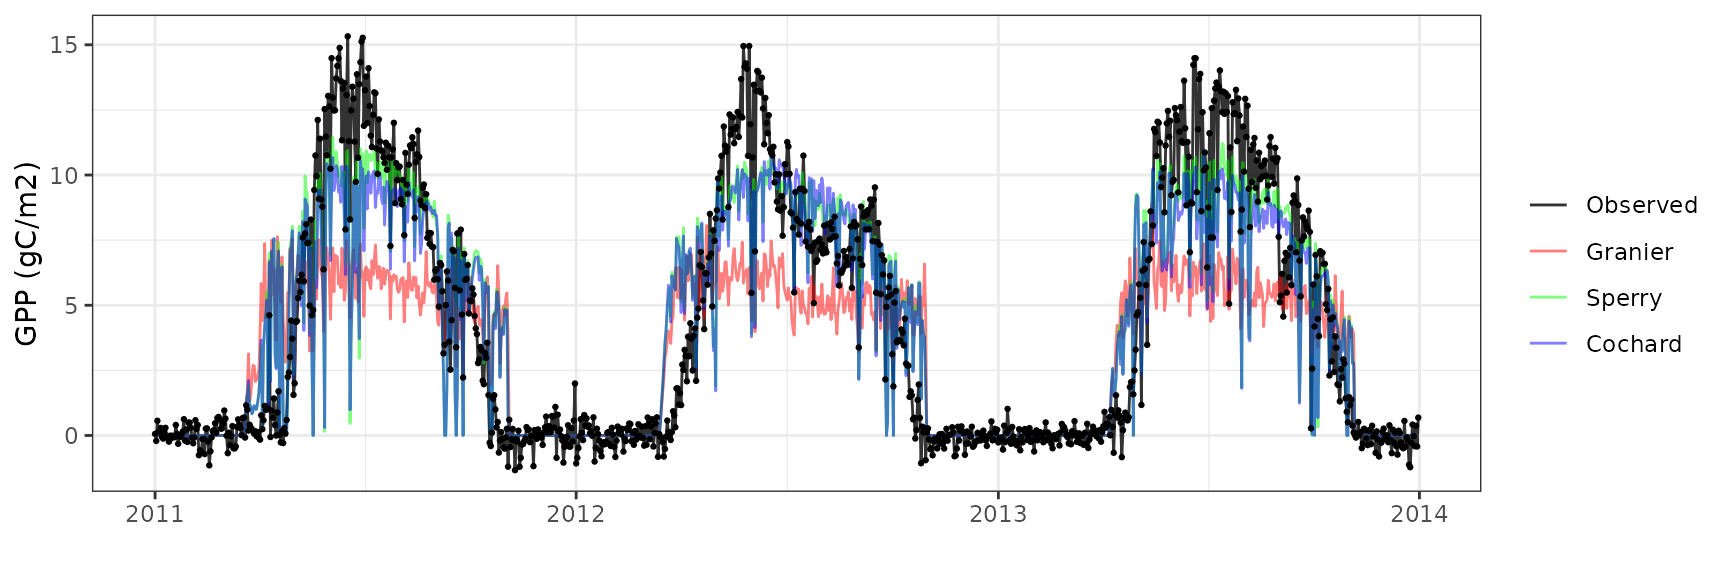 GPP (gC/m2)
15
10
5
0
2011
2012
2013
2014
Observed
Granier
Sperry
Cochard